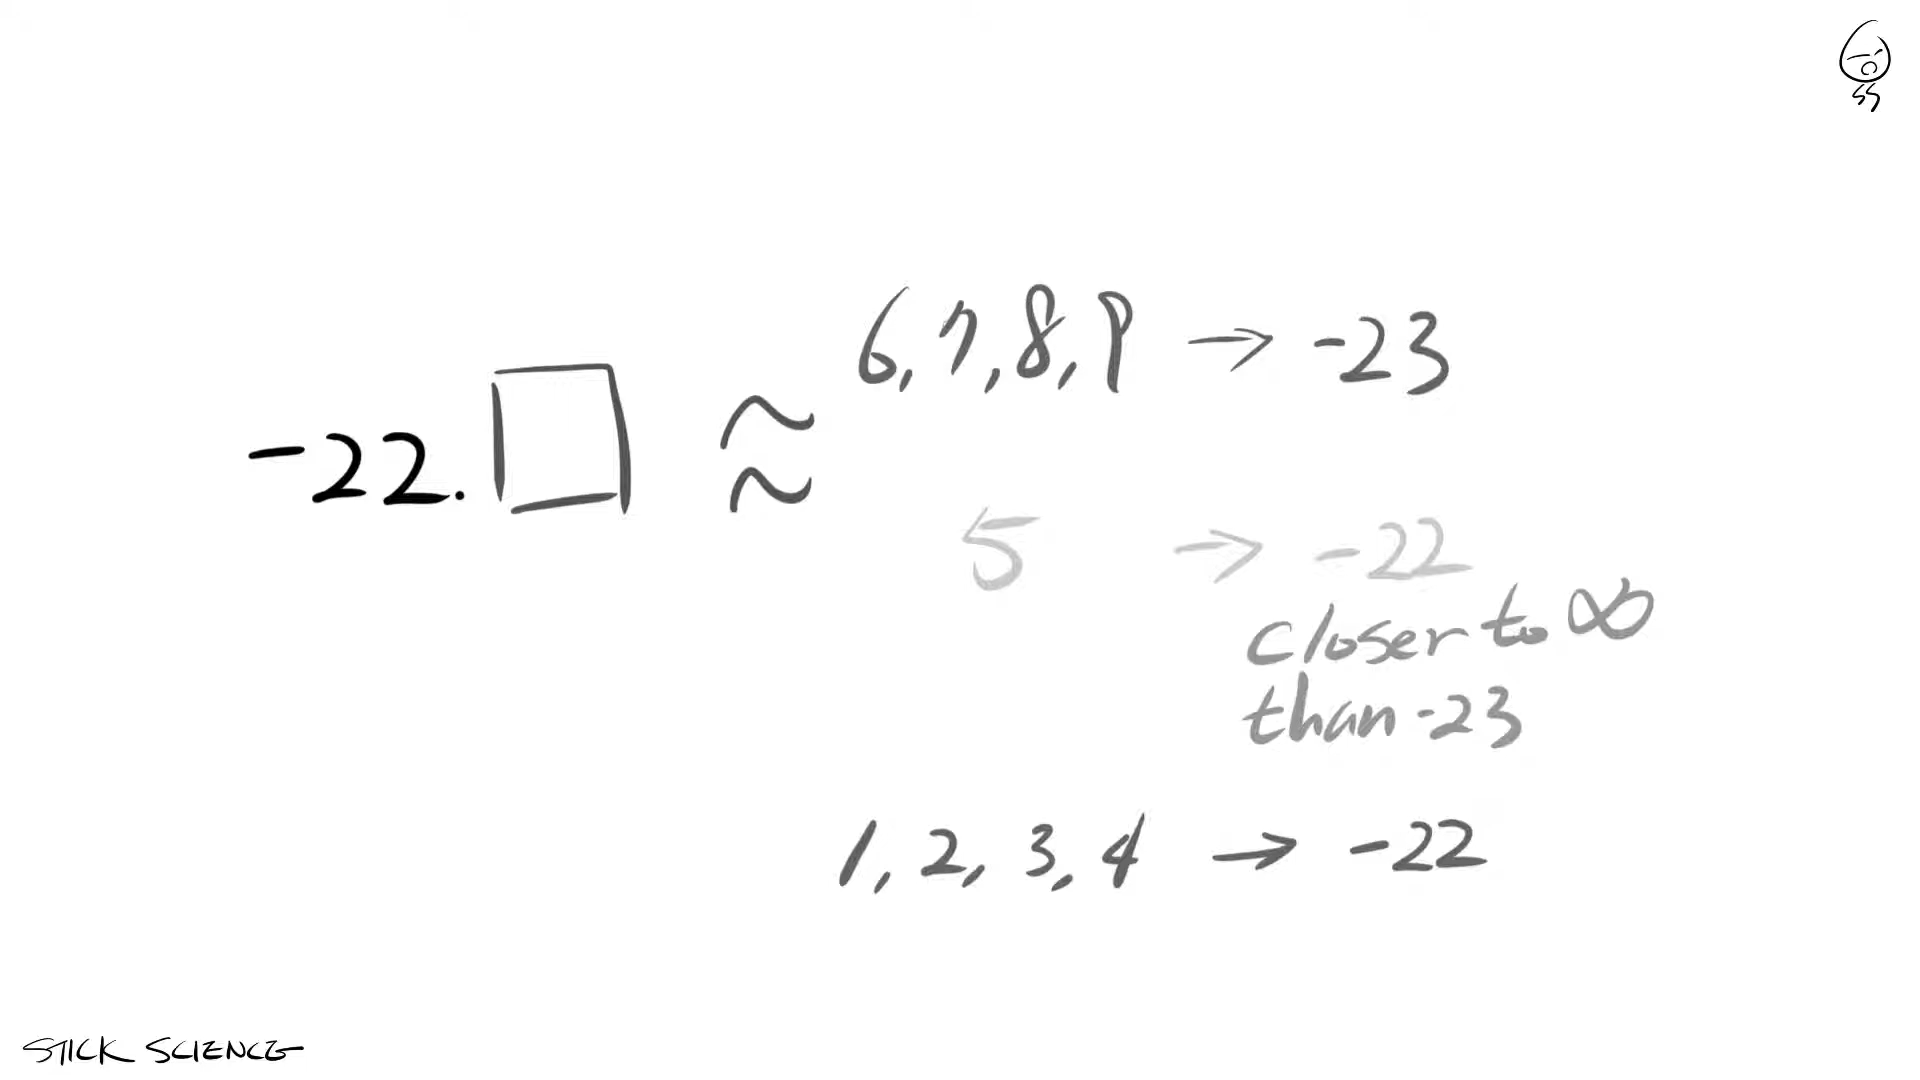 SS
6, 7, 8, 9 → -23
-22.□ ≈
5 → -22
closer to ∞
than -23
1, 2, 3, 4 → -22
STICK SCIENCE